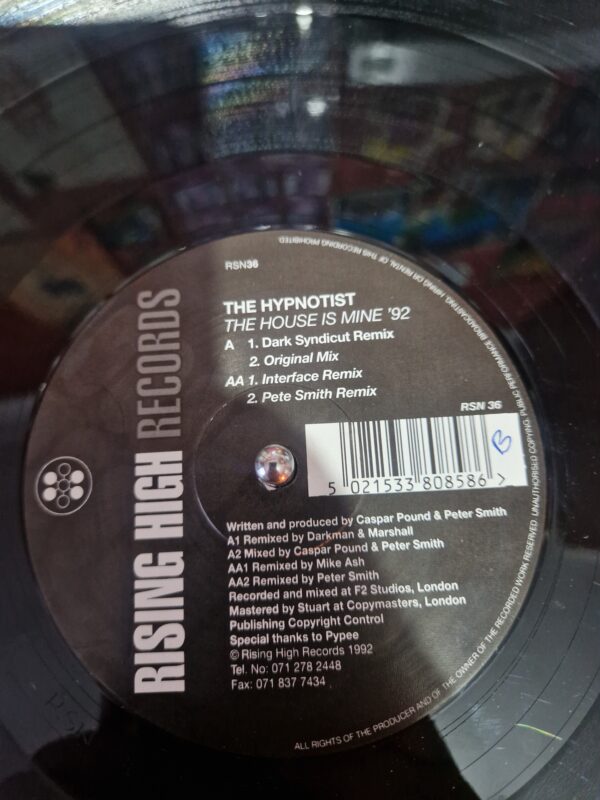 RSN36
THE HYPNOTIST
THE HOUSE IS MINE '92
A 1. Dark Syndicut Remix
2. Original Mix
AA 1. Interface Remix
2. Pete Smith Remix
RSN 36
B
5 021533 808586 >
Written and produced by Caspar Pound & Peter Smith
A1 Remixed by Darkman & Marshall
A2 Mixed by Caspar Pound & Peter Smith
AA1 Remixed by Mike Ash
AA2 Remixed by Peter Smith
Recorded and mixed at F2 Studios, London
Mastered by Stuart at Copymasters, London
Publishing Copyright Control
Special thanks to Pypee
© Rising High Records 1992
Tel. No: 071 278 2448
Fax: 071 837 7434
RISING HIGH RECORDS
ALL RIGHTS OF THE PRODUCER AND OF THE OWNER OF THE RECORDED WORK RESERVED UNAUTHORISED COPYING, PUBLIC PERFORMANCE BROADCASTING, HIRING OR RENTAL OF THIS RECORDING PROHIBITED